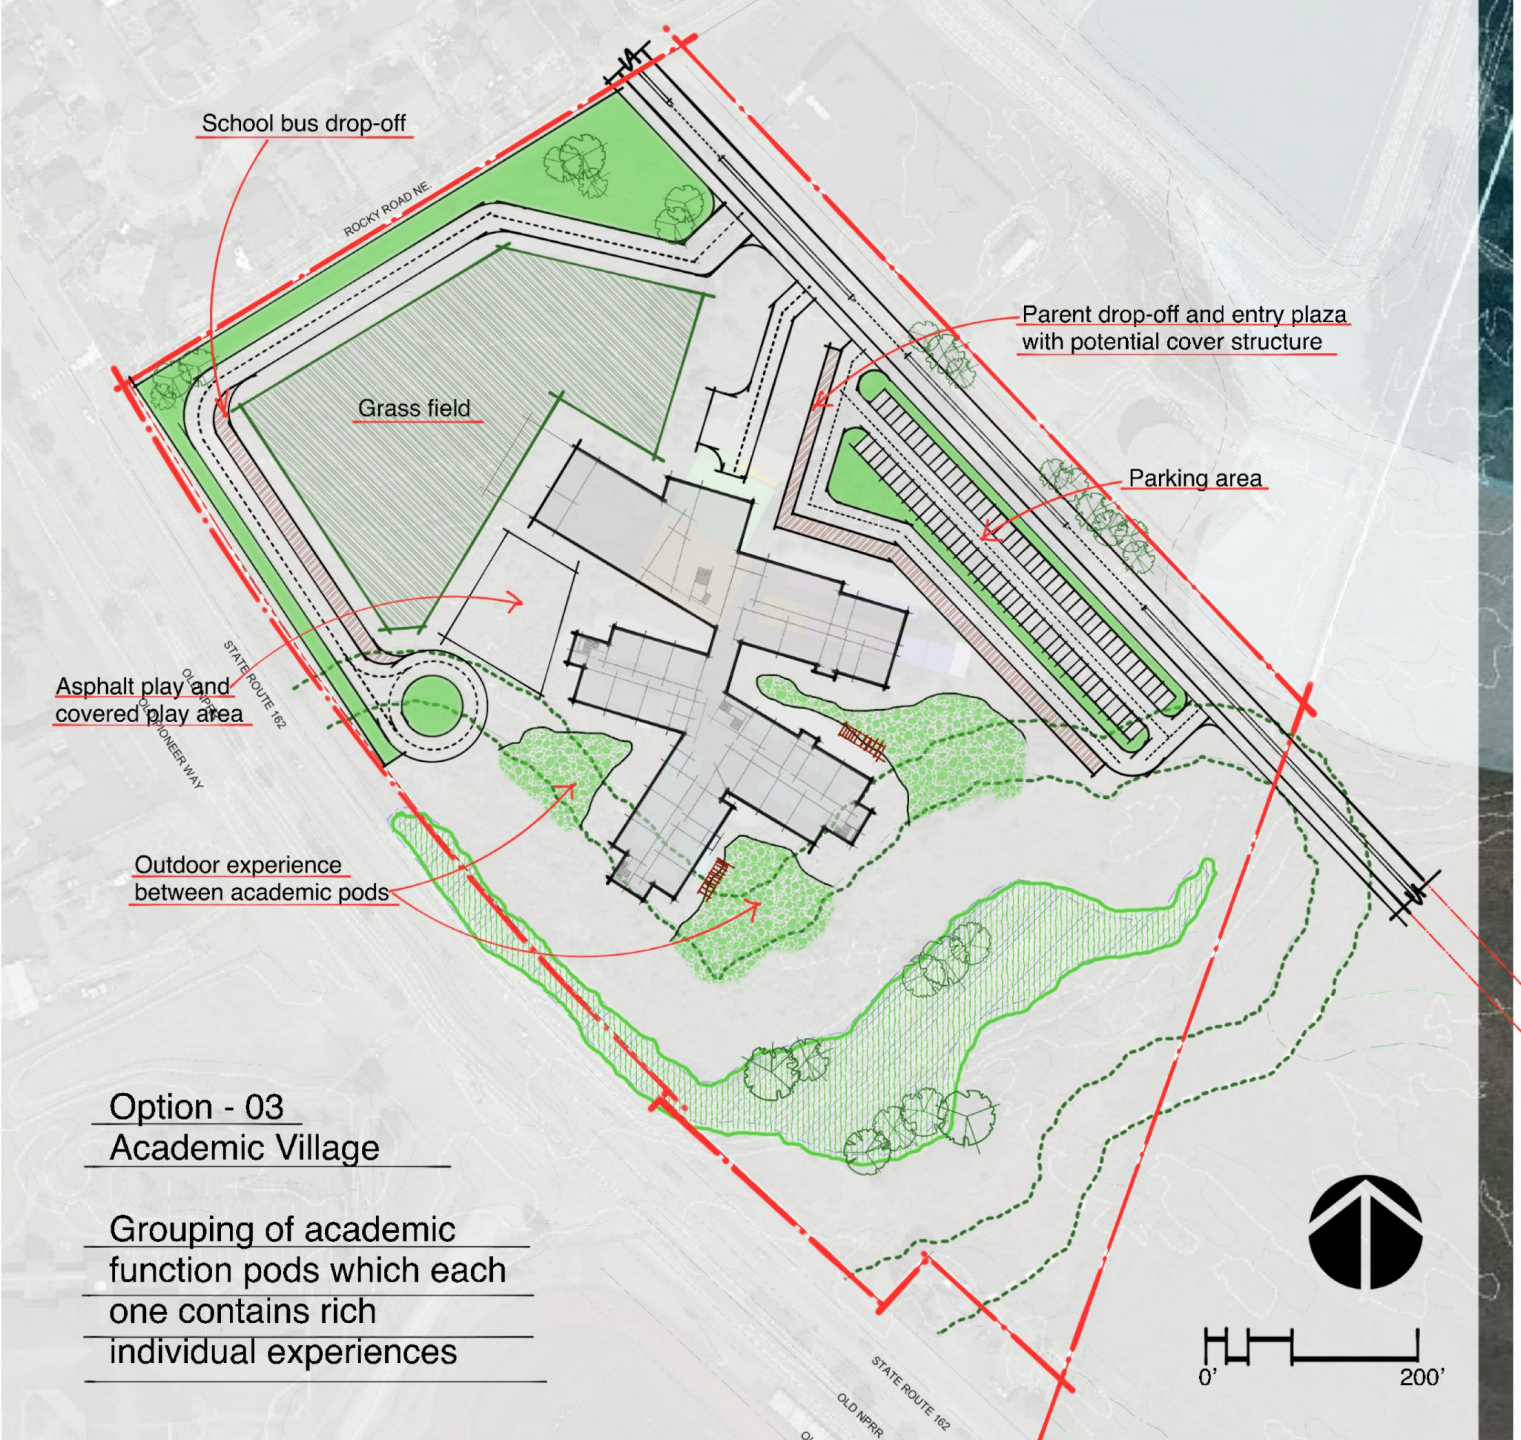 School bus drop-off
ROCKY ROAD NE.
Parent drop-off and entry plaza
with potential cover structure
Grass field
Parking area
STATE ROUTE 162
OLD NPRR
OLD PIONEER WAY
Asphalt play and
covered play area
Outdoor experience
between academic pods
Option - 03
Academic Village
Grouping of academic
function pods which each
one contains rich
individual experiences
0'
200'
STATE ROUTE 162
OLD NPRR